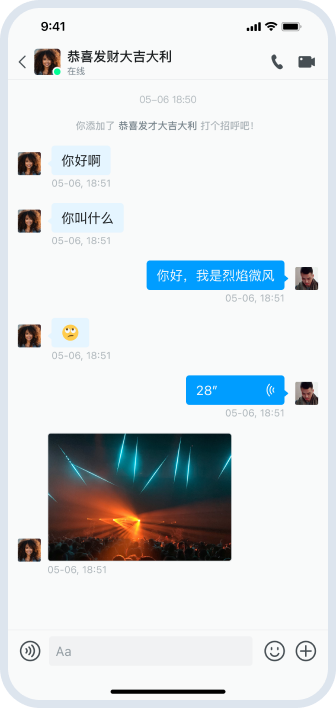 9:41
恭喜发财大吉大利
在线
05-06 18:50
你添加了 恭喜发才大吉大利 打个招呼吧!
你好啊
05-06, 18:51
你叫什么
05-06, 18:51
你好，我是烈焰微风
05-06, 18:51
05-06, 18:51
28″
05-06, 18:51
05-06, 18:51
Aa